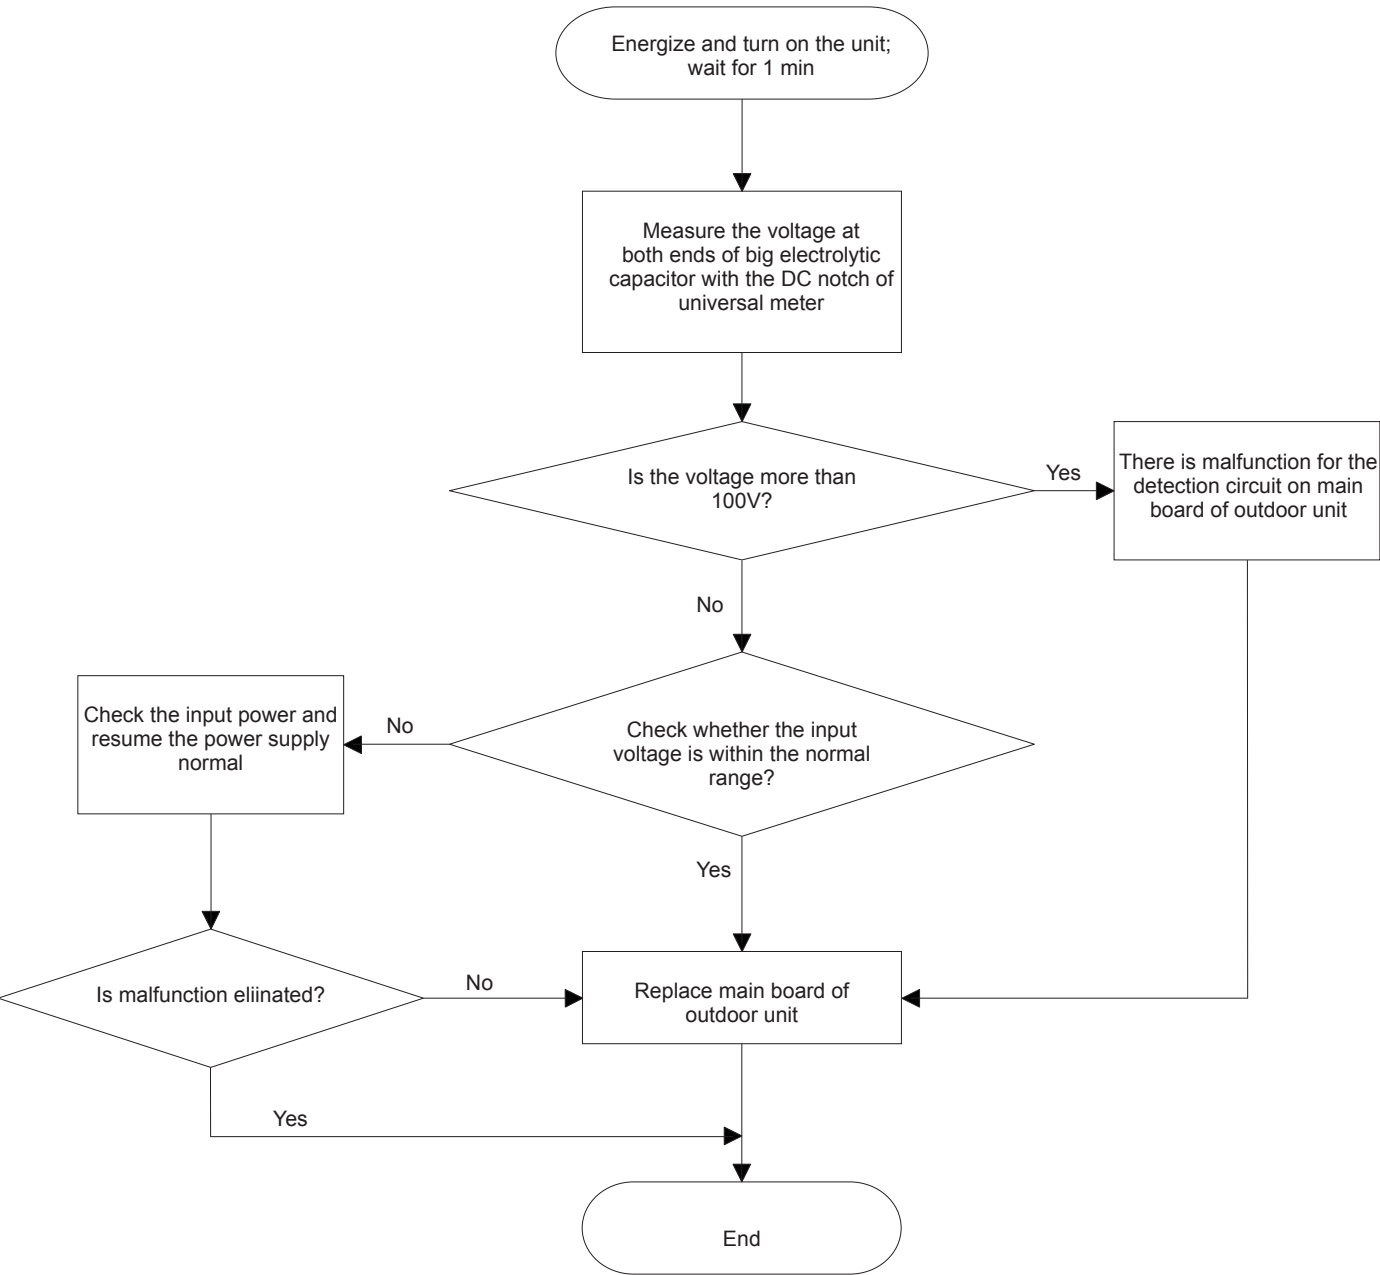 Energize and turn on the unit;
wait for 1 min
Measure the voltage at
both ends of big electrolytic
capacitor with the DC notch of
universal meter
Is the voltage more than
100V?
Yes
There is malfunction for the
detection circuit on main
board of outdoor unit
No
Check the input power and
resume the power supply
normal
No
Check whether the input
voltage is within the normal
range?
Yes
Is malfunction eliinated?
No
Replace main board of
outdoor unit
Yes
End